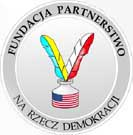 FUNDACJA PARTNERSTWO
NA RZECZ DEMOKRACJI